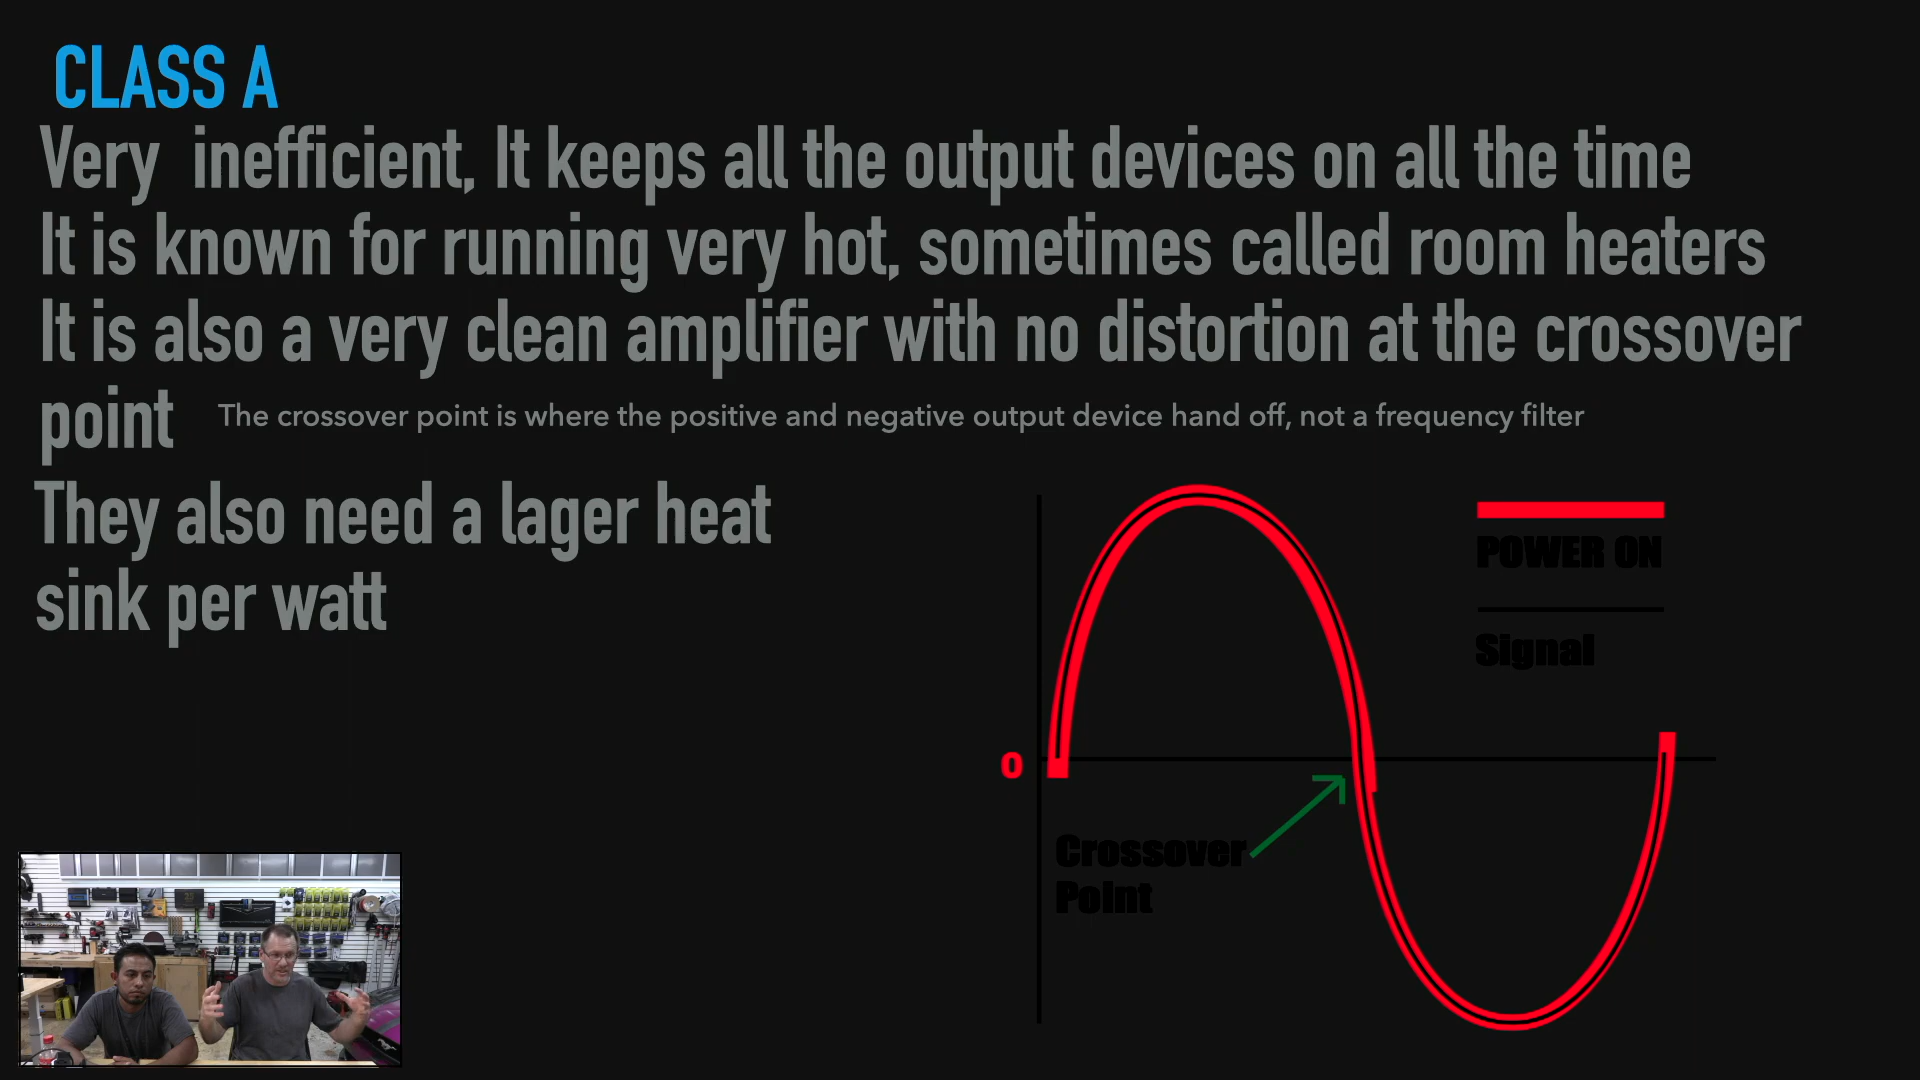 CLASS A
Very inefficient, It keeps all the output devices on all the time
It is known for running very hot, sometimes called room heaters
It is also a very clean amplifier with no distortion at the crossover
point
The crossover point is where the positive and negative output device hand off, not a frequency filter
They also need a lager heat
sink per watt
POWER ON
Signal
0
Crossover
Point